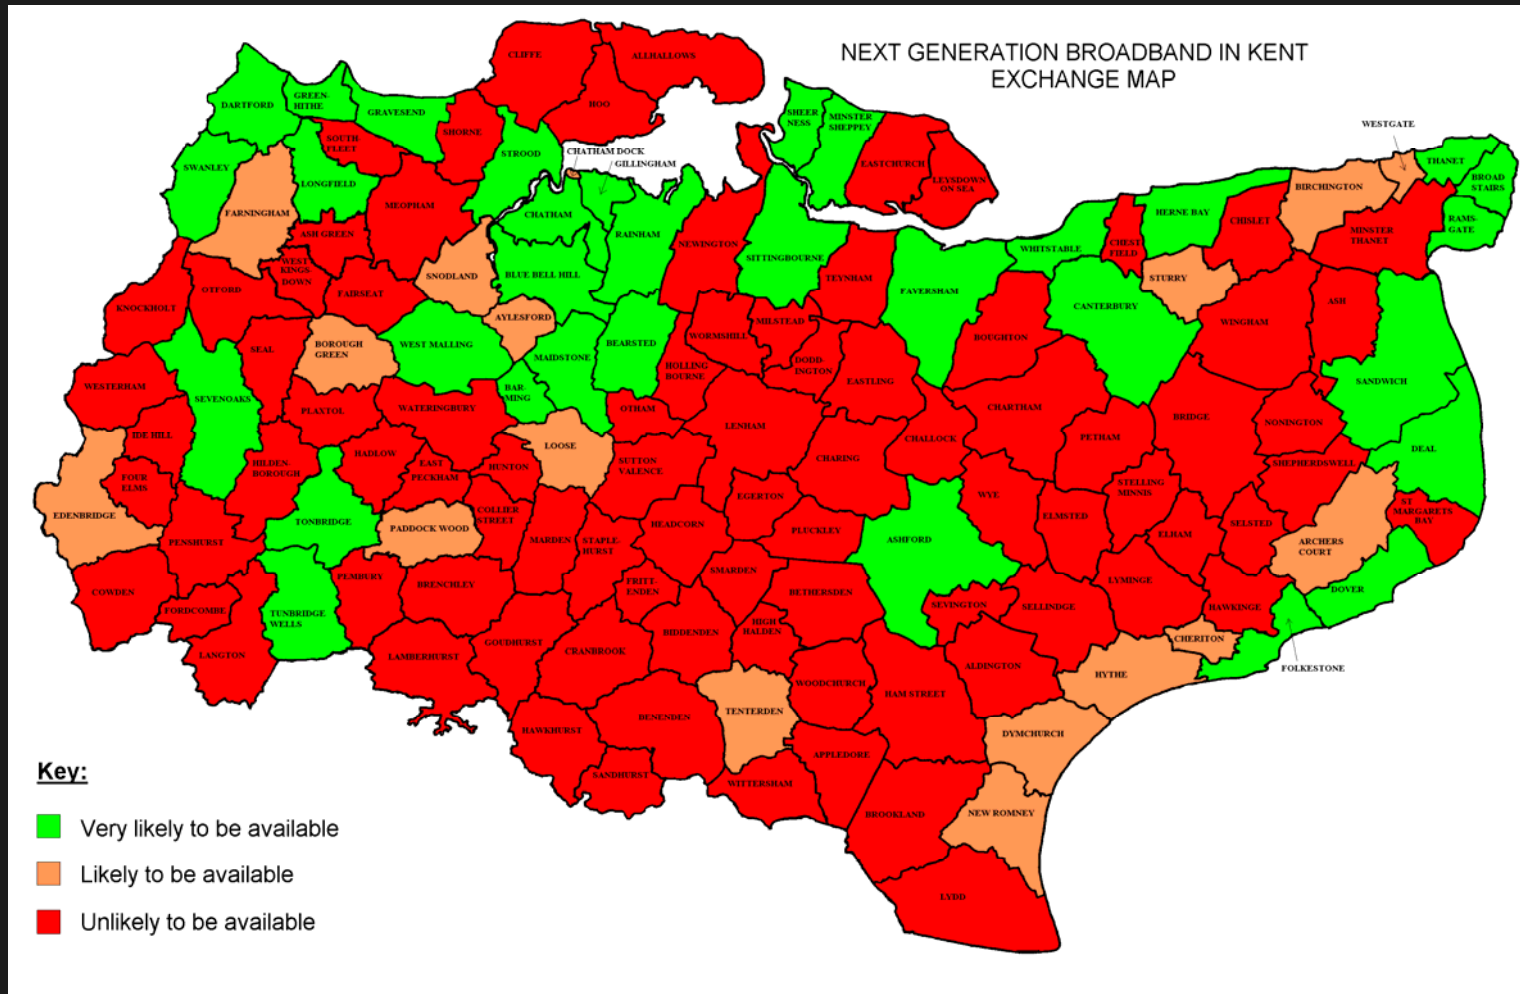 NEXT GENERATION BROADBAND IN KENT
EXCHANGE MAP
CLIFFE
ALLHALLOWS
HOO
DARTFORD
GREEN-
HITHE
GRAVESEND
SHORNE
SOUTH-
FLEET
STROOD
CHATHAM DOCK
GILLINGHAM
SHEER
NESS
MINSTER
SHEPPEY
EASTCHURCH
LEYSDOWN
ON SEA
WESTGATE
THANET
BROAD
STAIRS
RAMS-
GATE
BIRCHINGTON
MINSTER
THANET
SWANLEY
LONGFIELD
FARNINGHAM
MEOPHAM
ASH GREEN
WEST
KINGS-
DOWN
FAIRSEAT
SNODLAND
CHATHAM
RAINHAM
BLUE BELL HILL
NEWINGTON
SITTINGBOURNE
TEYNHAM
FAVERSHAM
WHITSTABLE
CHEST
FIELD
HERNE BAY
CHISLET
STURRY
CANTERBURY
WINGHAM
ASH
KNOCKHOLT
OTFORD
SEAL
BOROUGH
GREEN
WEST MALLING
AYLESFORD
MAIDSTONE
BEARSTED
WORMSHILL
MILSTEAD
DODD-
INGTON
HOLLING
BOURNE
EASTLING
BOUGHTON
SANDWICH
WESTERHAM
SEVENOAKS
PLAXTOL
WATERINGBURY
BAR-
MING
OTHAM
LENHAM
CHARTHAM
BRIDGE
NONINGTON
DEAL
IDE HILL
HADLOW
EAST
PECKHAM
HUNTON
LOOSE
SUTTON
VALENCE
CHARING
CHALLOCK
PETHAM
SHEPHERDSWELL
FOUR
ELMS
HILDEN-
BOROUGH
EDENBRIDGE
TONBRIDGE
PADDOCK WOOD
COLLIER
STREET
EGERTON
WYE
STELLING
MINNIS
ST
MARGARETS
BAY
PENSHURST
MARDEN
STAPLE-
HURST
HEADCORN
PLUCKLEY
ASHFORD
ELMSTED
ELHAM
SELSTED
ARCHERS
COURT
COWDEN
FORDCOMBE
TUNBRIDGE
WELLS
PEMBURY
BRENCHLEY
FRITT-
ENDEN
SMARDEN
BETHERSDEN
SEVINGTON
SELLINDGE
LYMINGE
HAWKINGE
DOVER
LANGTON
LAMBERHURST
GOUDHURST
CRANBROOK
BIDDENDEN
HIGH
HALDEN
CHERITON
FOLKESTONE
WOODCHURCH
HAM STREET
ALDINGTON
HYTHE
HAWKHURST
BENENDEN
TENTERDEN
DYMCHURCH
SANDHURST
WITTERSHAM
APPLEDORE
BROOKLAND
NEW ROMNEY
LYDD
Key:
Very likely to be available
Likely to be available
Unlikely to be available